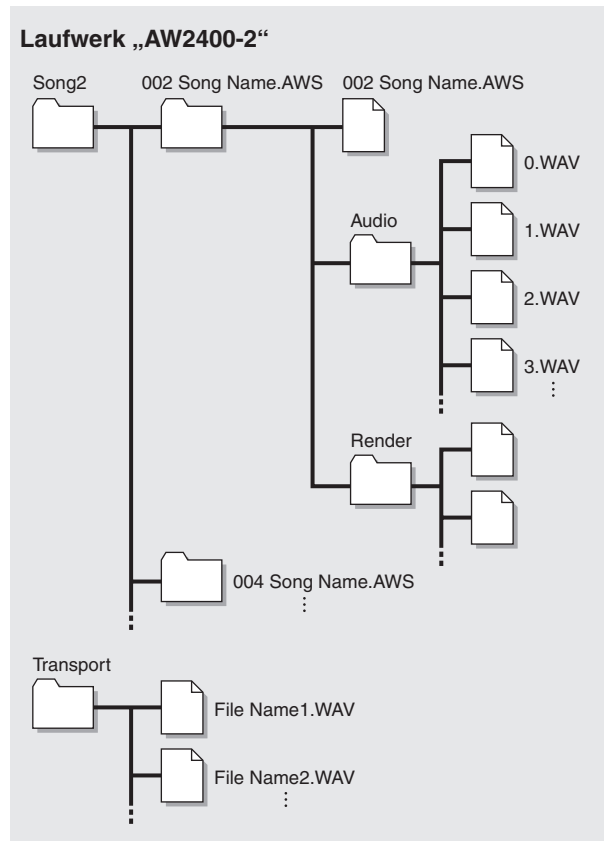 Laufwerk „AW2400-2“
Song2
002 Song Name.AWS
002 Song Name.AWS
0.WAV
Audio
1.WAV
2.WAV
3.WAV
Render
004 Song Name.AWS
Transport
File Name1.WAV
File Name2.WAV